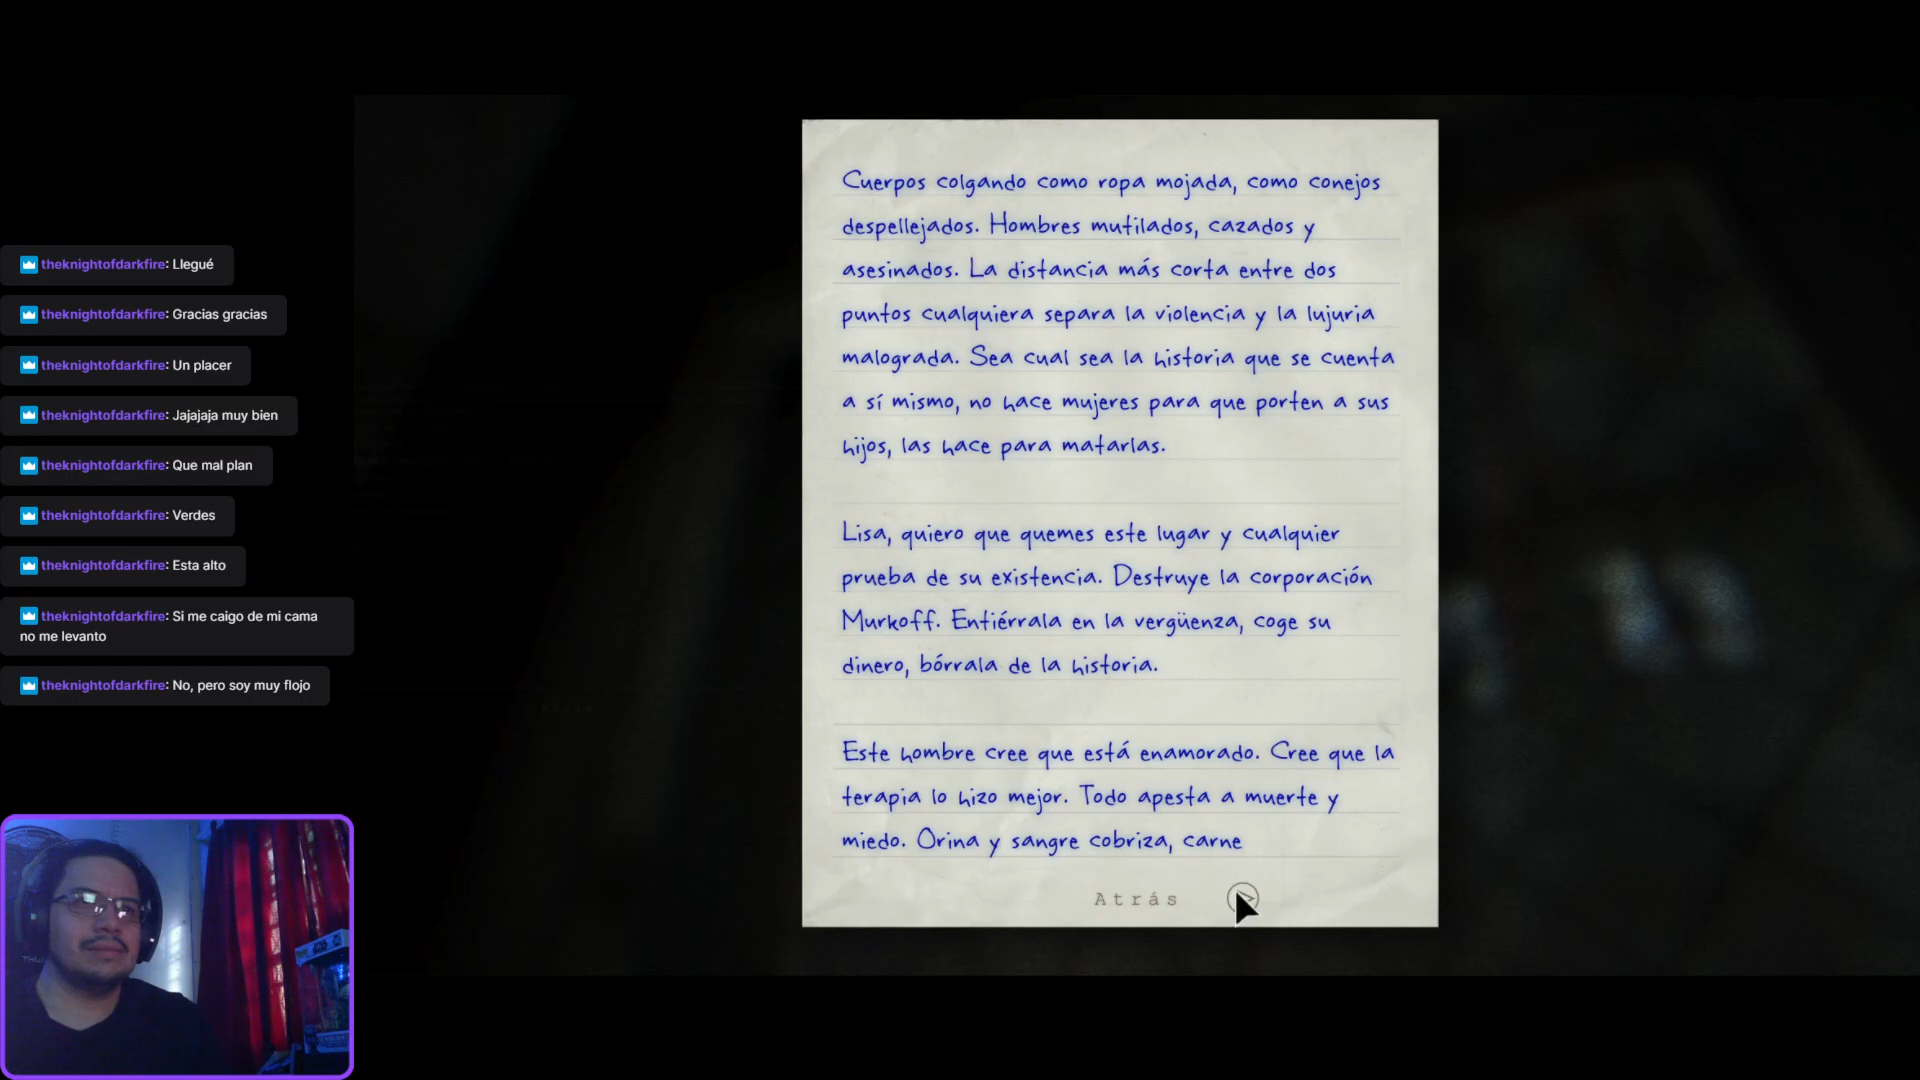 theknightofdarkfire: Llegué
theknightofdarkfire: Gracias gracias
theknightofdarkfire: Un placer
theknightofdarkfire: Jajajaja muy bien
theknightofdarkfire: Que mal plan
theknightofdarkfire: Verdes
theknightofdarkfire: Esta alto
theknightofdarkfire: Si me caigo de mi cama
no me levanto
theknightofdarkfire: No, pero soy muy flojo
Cuerpos colgando como ropa mojada, como conejos
despellejados. Hombres mutilados, cazados y
asesinados. La distancia más corta entre dos
puntos cualquiera separa la violencia y la lujuria
malograda. Sea cual sea la historia que se cuenta
a sí mismo, no hace mujeres para que porten a sus
hijos, las hace para matarlas.
Lisa, quiero que quemes este lugar y cualquier
prueba de su existencia. Destruye la corporación
Murkoff. Entiérrala en la vergüenza, coge su
dinero, bórrala de la historia.
Este hombre cree que está enamorado. Cree que la
terapia lo hizo mejor. Todo apesta a muerte y
miedo. Orina y sangre cobriza, carne
Atrás